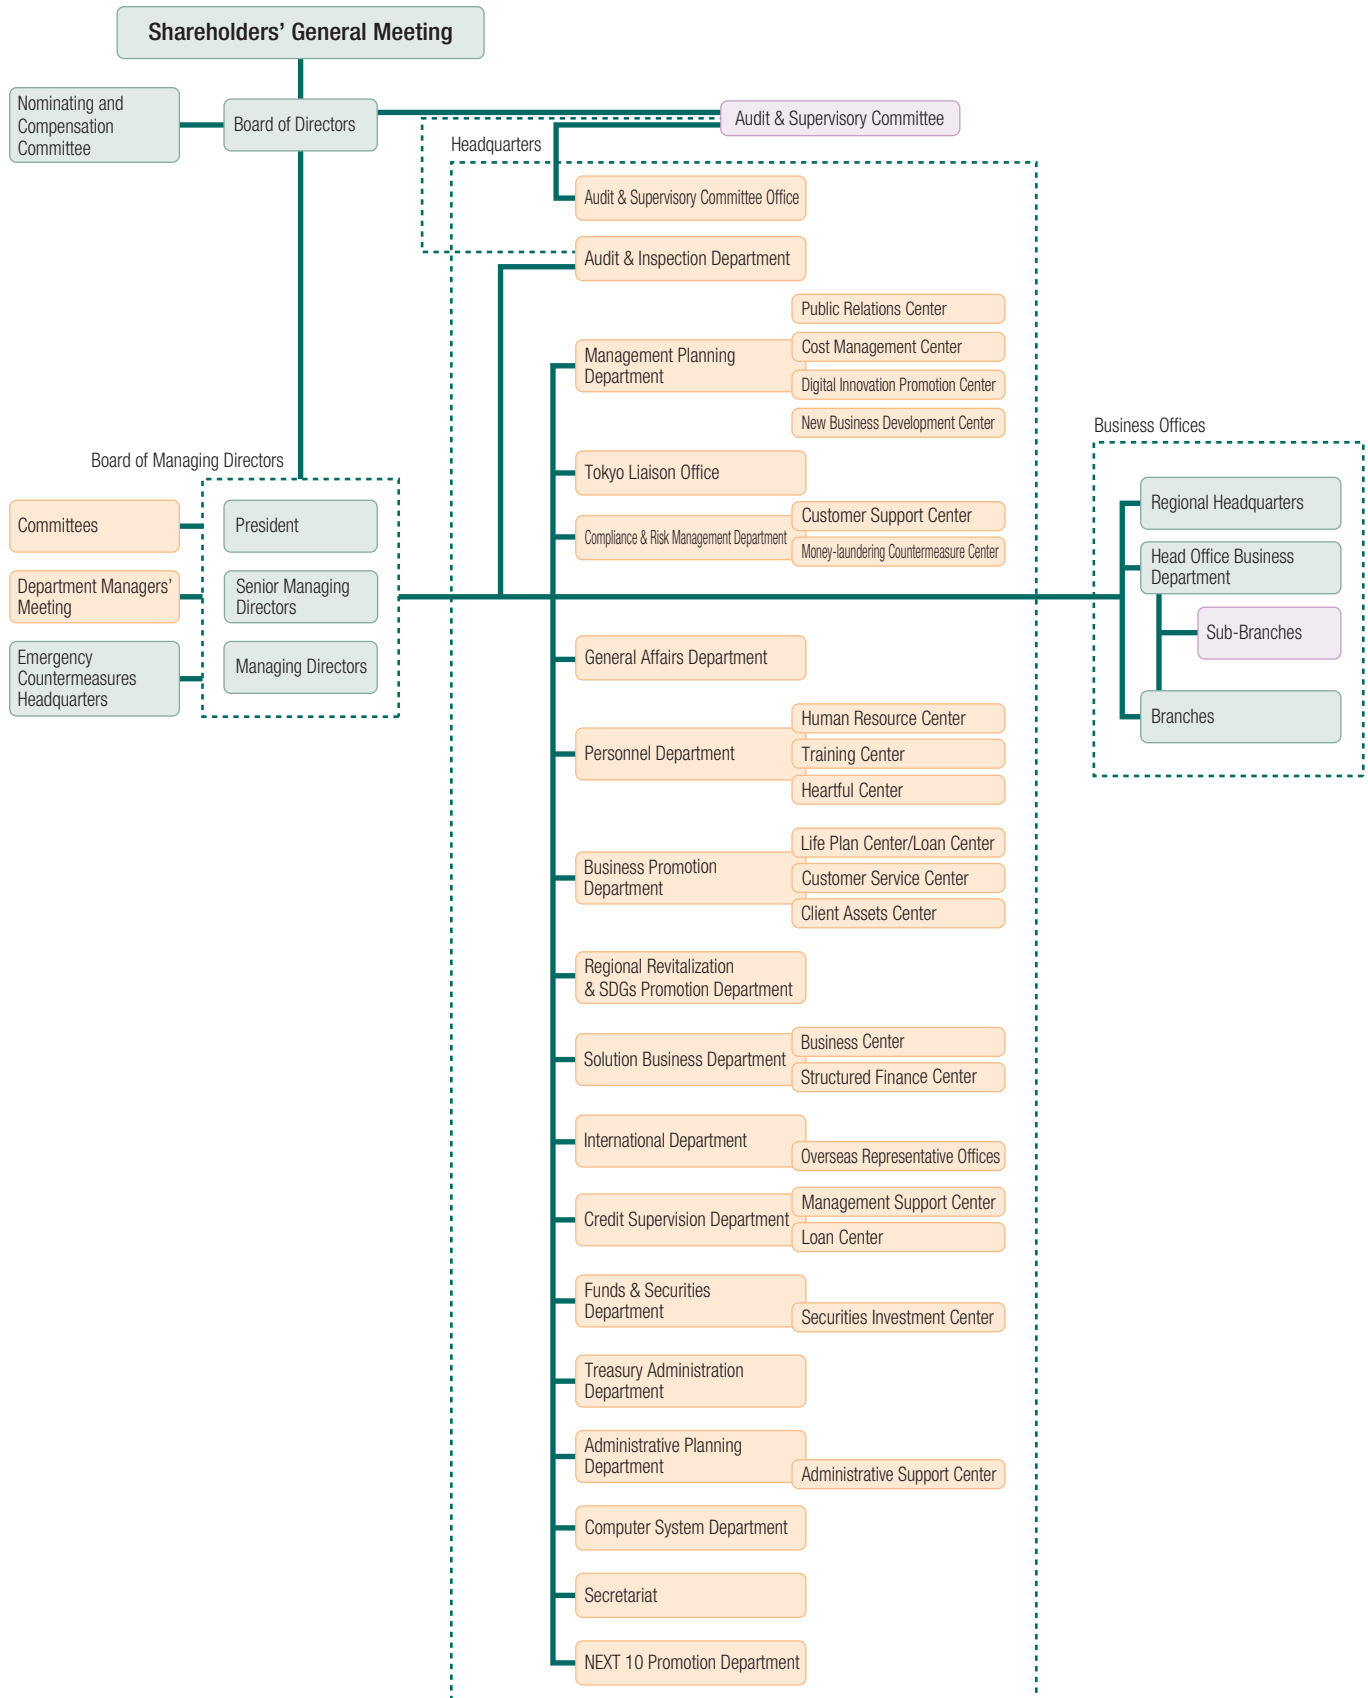 Shareholders’ General Meeting
Nominating and
Compensation
Committee
Board of Directors
Audit & Supervisory Committee
Headquarters
Audit & Supervisory Committee Office
Audit & Inspection Department
Public Relations Center
Management Planning
Department
Cost Management Center
Digital Innovation Promotion Center
New Business Development Center
Tokyo Liaison Office
Compliance & Risk Management Department
Customer Support Center
Money-laundering Countermeasure Center
Board of Managing Directors
Committees
President
Department Managers’
Meeting
Senior Managing
Directors
Emergency
Countermeasures
Headquarters
Managing Directors
Business Offices
Regional Headquarters
Head Office Business
Department
Sub-Branches
Branches
General Affairs Department
Personnel Department
Human Resource Center
Training Center
Heartful Center
Business Promotion
Department
Life Plan Center/Loan Center
Customer Service Center
Client Assets Center
Regional Revitalization
& SDGs Promotion Department
Solution Business Department
Business Center
Structured Finance Center
International Department
Overseas Representative Offices
Credit Supervision Department
Management Support Center
Loan Center
Funds & Securities
Department
Securities Investment Center
Treasury Administration
Department
Administrative Planning
Department
Administrative Support Center
Computer System Department
Secretariat
NEXT 10 Promotion Department